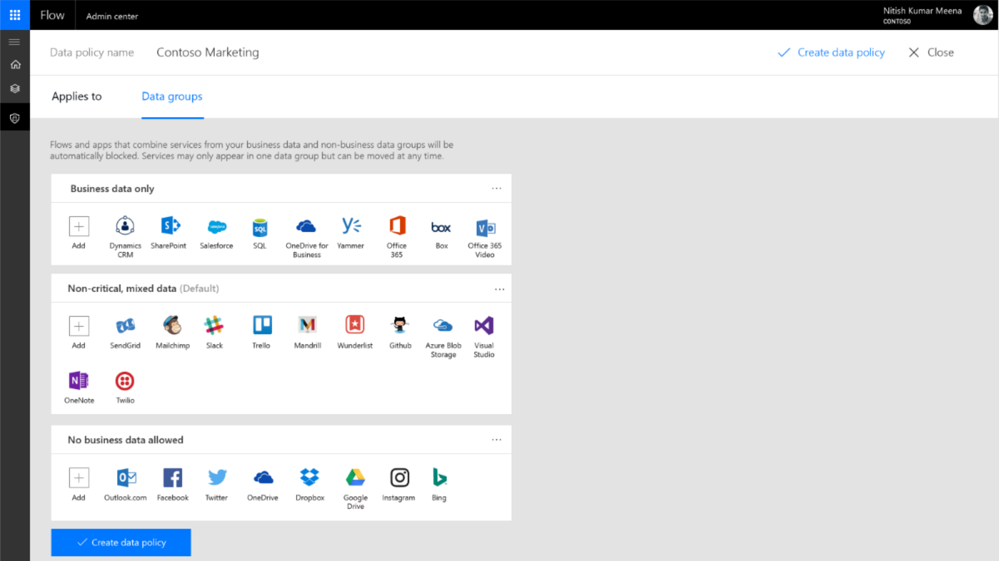 Flow
Admin center
Nitish Kumar Meena
CONTOSO
Data policy name
Contoso Marketing
Create data policy
Close
Applies to
Data groups
Flows and apps that combine services from your business data and non-business data groups will be
automatically blocked. Services may only appear in one data group but can be moved at any time.
Business data only
...
S
salesforce
SQL
box
V
Add
Dynamics
CRM
SharePoint
Salesforce
SQL
OneDrive for
Business
Yammer
Office
365
Box
Office 365
Video
Non-critical, mixed data (Default)
...
M
Add
SendGrid
Mailchimp
Slack
Trello
Mandrill
Wunderlist
Github
Azure Blob
Storage
Visual
Studio
N
OneNote
Twilio
No business data allowed
...
O
f
Add
Outlook.com
Facebook
Twitter
OneDrive
Dropbox
Google
Drive
Instagram
Bing
Create data policy